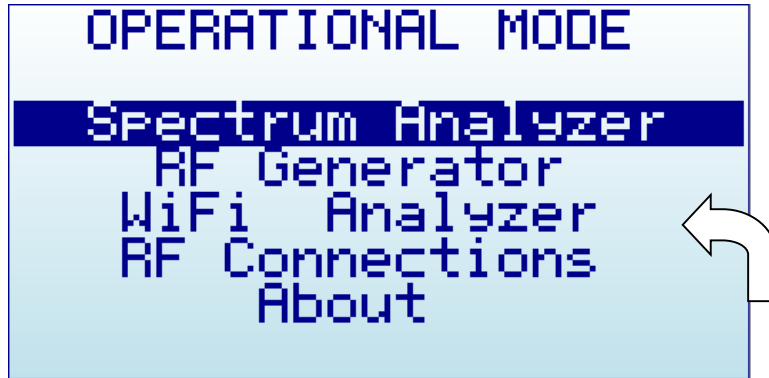 OPERATIONAL MODE
Spectrum Analyzer
RF Generator
WiFi Analyzer
RF Connections
About